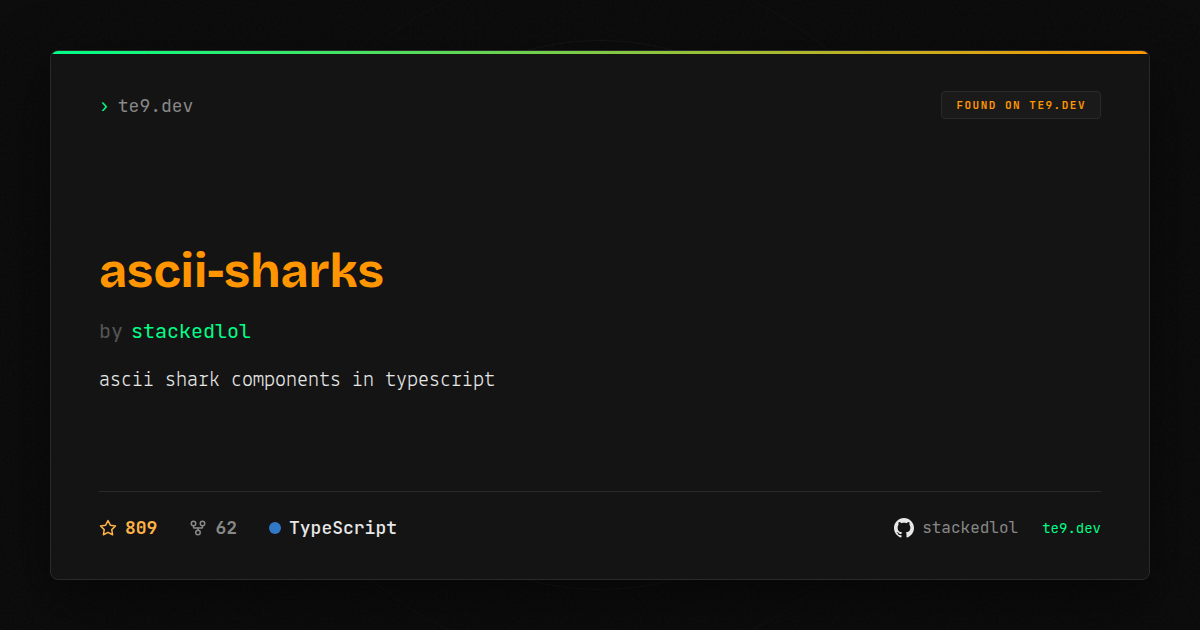 › te9.dev
FOUND ON TE9.DEV
ascii-sharks
by stackedlol
ascii shark components in typescript
809 62 TypeScript
stackedlol te9.dev